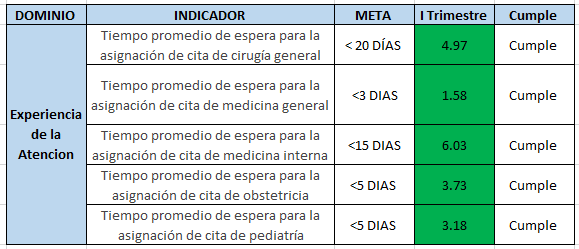 DOMINIO INDICADOR META I Trimestre Cumple
Experiencia de la Atencion
Tiempo promedio de espera para la
asignación de cita de cirugía general
< 20 DÍAS 4.97 Cumple
Tiempo promedio de espera para la
asignación de cita de medicina general
<3 DIAS 1.58 Cumple
Tiempo promedio de espera para la
asignación de cita de medicina interna
<15 DIAS 6.03 Cumple
Tiempo promedio de espera para la
asignación de cita de obstetricia
<5 DIAS 3.73 Cumple
Tiempo promedio de espera para la
asignación de cita de pediatría
<5 DIAS 3.18 Cumple